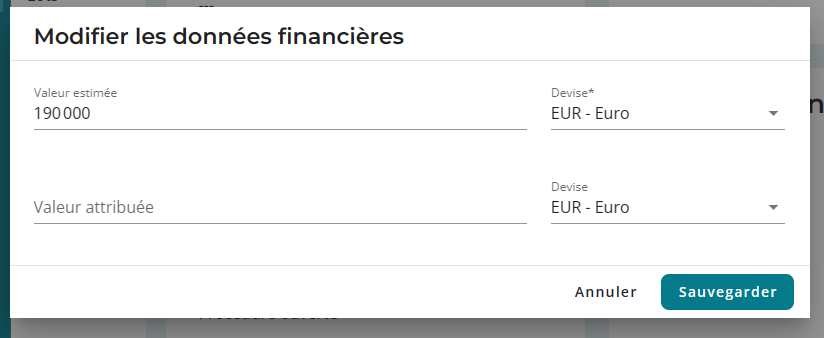 Modifier les données financières
Valeur estimée
190 000
Devise*
EUR - Euro
Valeur attribuée
Devise
EUR - Euro
Annuler
Sauvegarder